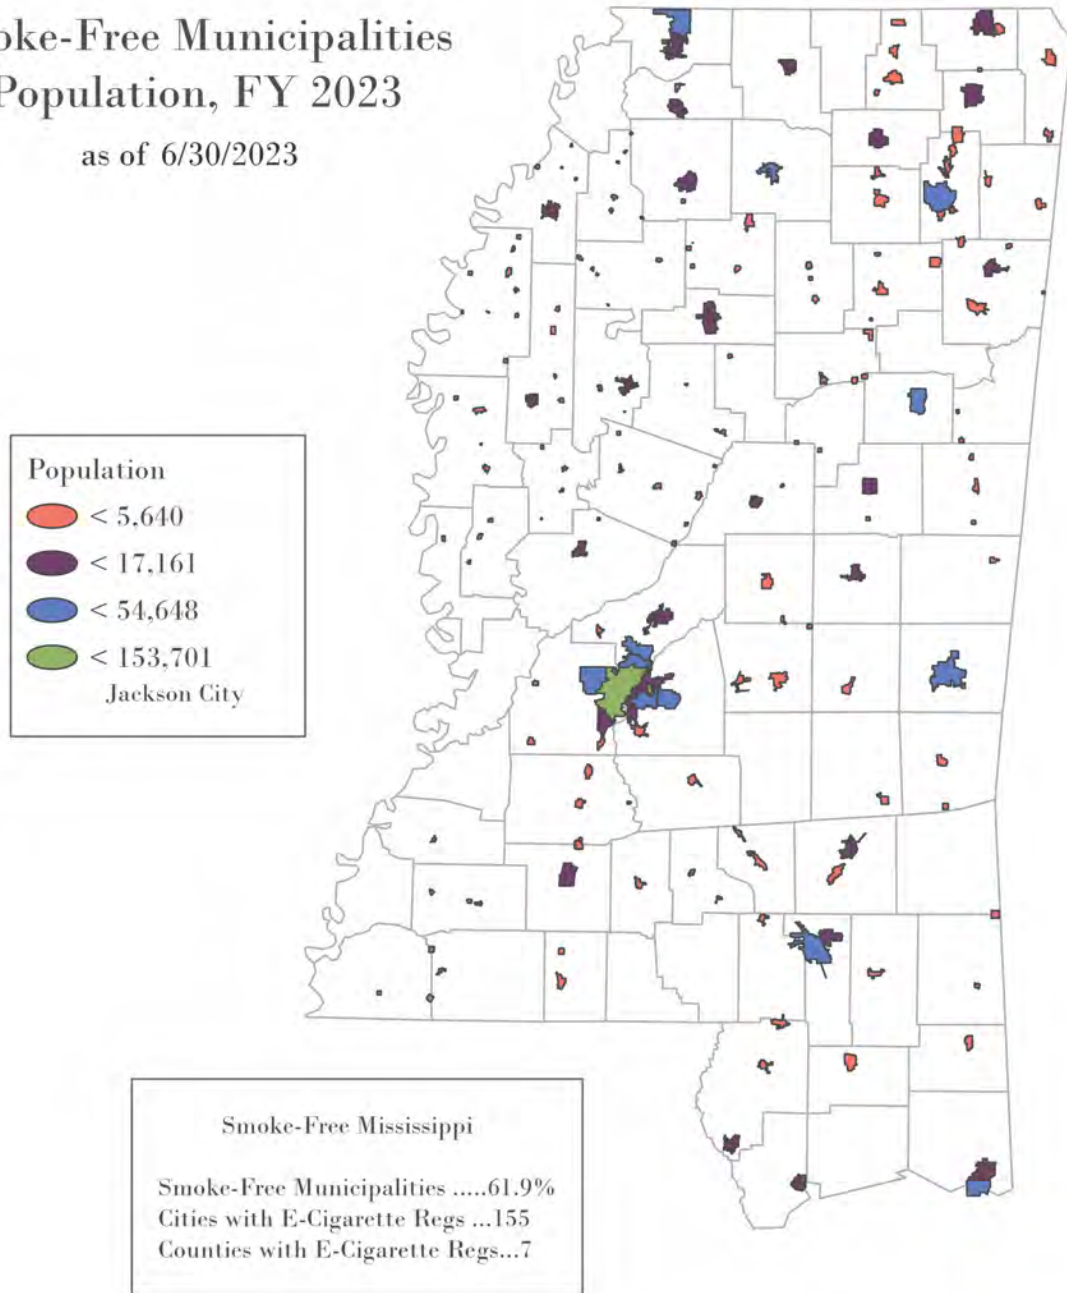 oke-Free Municipalities
Population, FY 2023
as of 6/30/2023
Population
< 5,640
< 17,161
< 54,648
< 153,701
Jackson City
Smoke-Free Mississippi
Smoke-Free Municipalities .....61.9%
Cities with E-Cigarette Regs ...155
Counties with E-Cigarette Regs...7